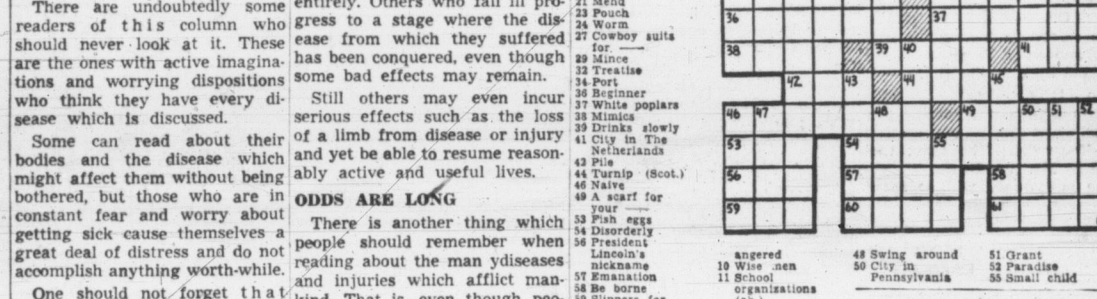 There are undoubtedly some
readers of this column who
should never look at it. These
are the ones with active imagina-
tions and worrying dispositions
who think they have every di-
sease which is discussed.
Some can read about their
bodies and the disease which
might affect them without being
bothered, but those who are in
constant fear and worry about
getting sick cause themselves a
great deal of distress and do not
accomplish anything worth-while.
One should not forget that
entirely. Others who fall in pro-
gress to a stage where the dis-
ease from which they suffered
has been conquered, even though
some bad effects may remain.
Still others may even incur
serious effects such as the loss
of a limb from disease or injury
and yet be able to resume reason-
ably active and useful lives.
ODDS ARE LONG
There is another thing which
people should remember when
reading about the man ydiseases
and injuries which afflict man-
kind. That is even though peo-
21 Mend
23 Pouch
24 Worm
27 Cowboy suits
for. —
29 Mince
32 Treatise
34 Port
36 Beginner
37 White poplars
38 Mimics
39 Drinks slowly
41 City in The
Netherlands
42 Pile
44 Turnip (Scot.)
46 Naive
49 A scarf for
your —
53 Fish eggs
54 Disorderly
56 President
Lincoln's
nickname
57 Emanation
58 Be borne
59 Slippers for
36 37
38 39 40 41
42 43 44 45
46 47 48 49 50 51 52
53 54 55
56 57 58
59 60 61
angered
10 Wise men
11 School
organizations
48 Swing around
50 City in
Pennsylvania
51 Grant
52 Paradise
55 Small child